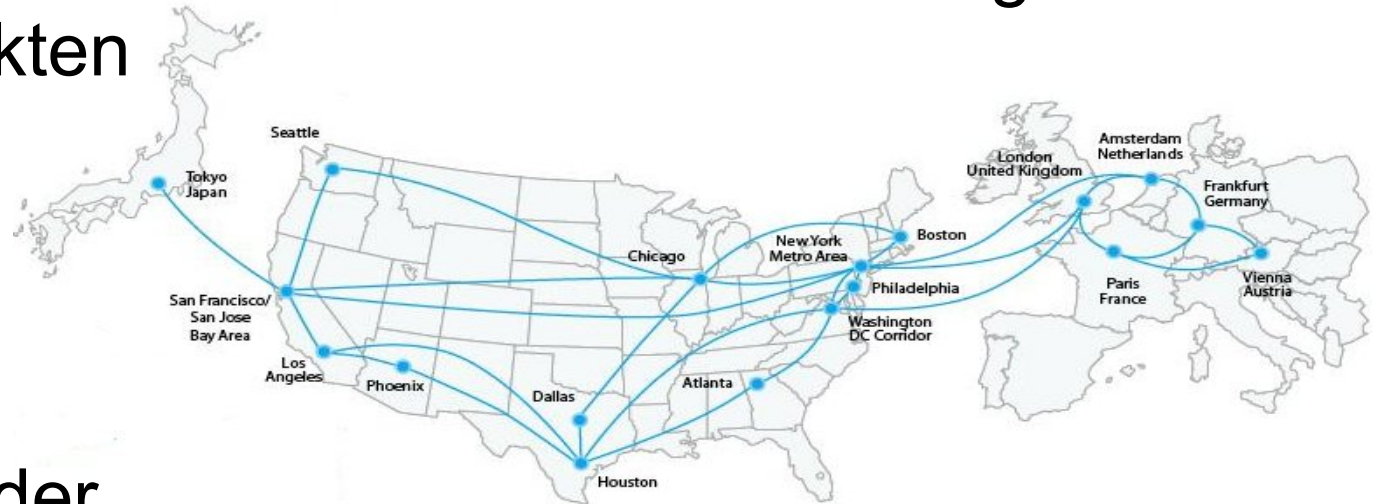 kten
Seattle
Tokyo
Japan
London
United Kingdom
Amsterdam
Netherlands
Frankfurt
Germany
Chicago
New York
Metro Area
Boston
San Francisco/
San Jose
Bay Area
Philadelphia
Paris
France
Vienna
Austria
Washington
DC Corridor
Los
Angeles
Phoenix
Dallas
Atlanta
Houston
der